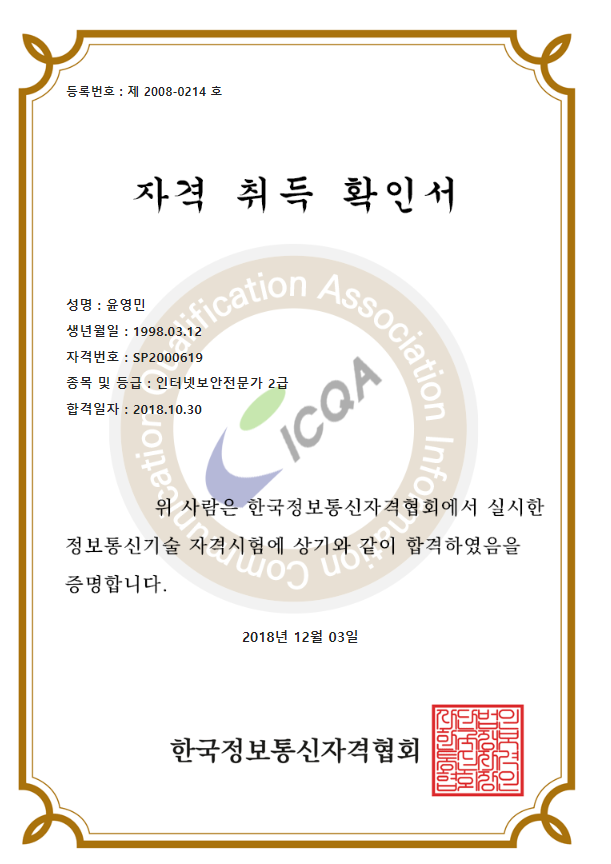 등록번호 : 제 2008-0214 호
자격 취득 확인서
성명 : 윤영민
생년월일 : 1998.03.12
자격번호 : SP2000619
종목 및 등급 : 인터넷보안전문가 2급
합격일자 : 2018.10.30
Communication Qualification Association Information
ICQA
위 사람은 한국정보통신자격협회에서 실시한
정보통신기술 자격시험에 상기와 같이 합격하였음을
증명합니다.
2018년 12월 03일
한국정보통신자격협회